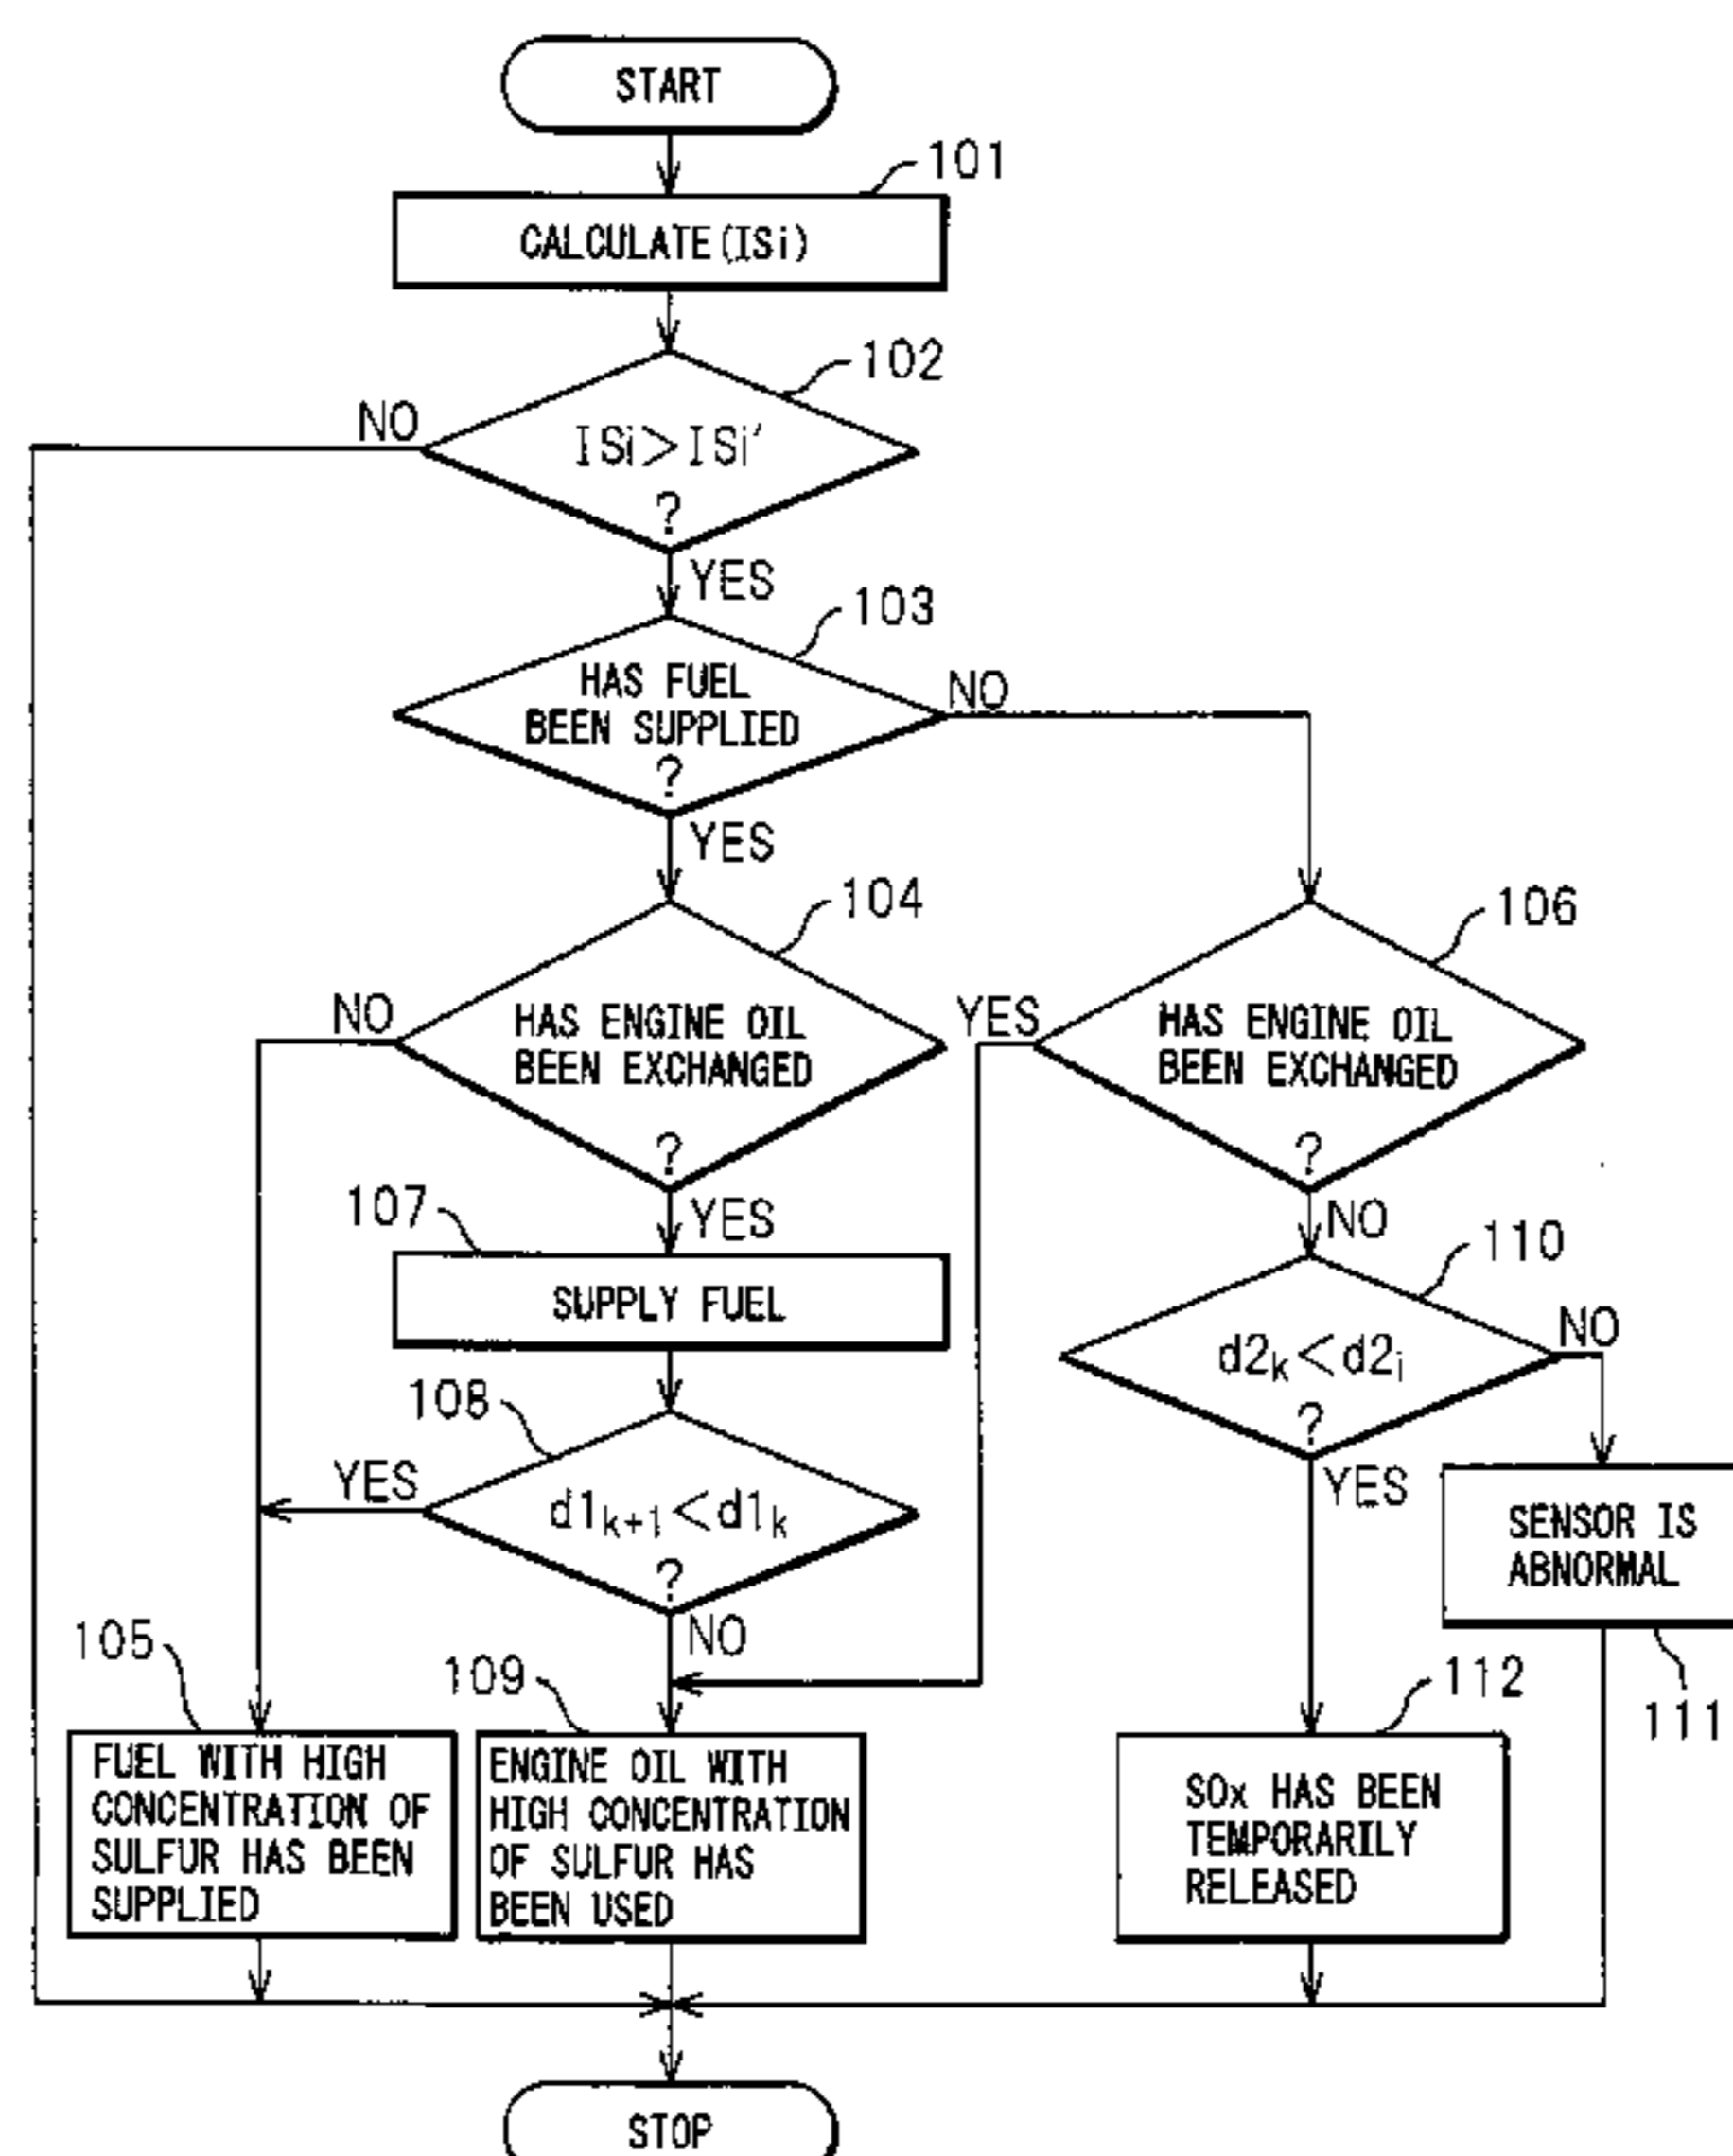 START
101
CALCULATE(ISi)
102
NO
ISi>ISi′
?
YES
103
HAS FUEL
BEEN SUPPLIED
?
NO
YES
104
106
NO
HAS ENGINE OIL
BEEN EXCHANGED
?
YES
HAS ENGINE OIL
BEEN EXCHANGED
?
107
YES
NO
110
SUPPLY FUEL
NO
d2k<d2i
?
108
YES
d1k+1<d1k
?
YES
SENSOR IS
ABNORMAL
NO
105
109
112
111
FUEL WITH HIGH
CONCENTRATION OF
SULFUR HAS BEEN
SUPPLIED
ENGINE OIL WITH
HIGH CONCENTRATION
OF SULFUR HAS
BEEN USED
SOx HAS BEEN
TEMPORARILY
RELEASED
STOP